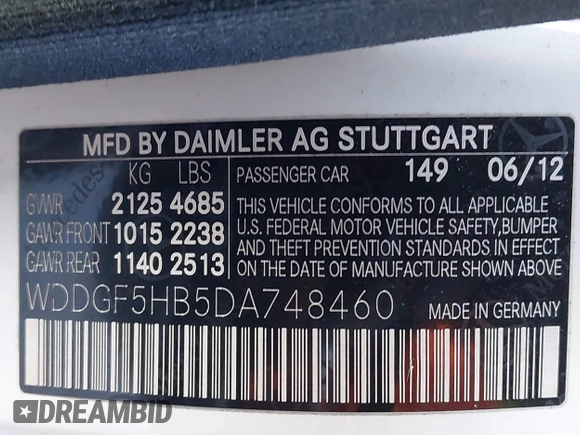 MFD BY DAIMLER AG STUTTGART
KG LBS PASSENGER CAR 149 06/12
GVWR 2125 4685 THIS VEHICLE CONFORMS TO ALL APPLICABLE
U.S. FEDERAL MOTOR VEHICLE SAFETY,BUMPER
GAWR FRONT 1015 2238 AND THEFT PREVENTION STANDARDS IN EFFECT
GAWR REAR 1140 2513 ON THE DATE OF MANUFACTURE SHOWN ABOVE.
WDDGF5HB5DA748460 MADE IN GERMANY
DREAMBID